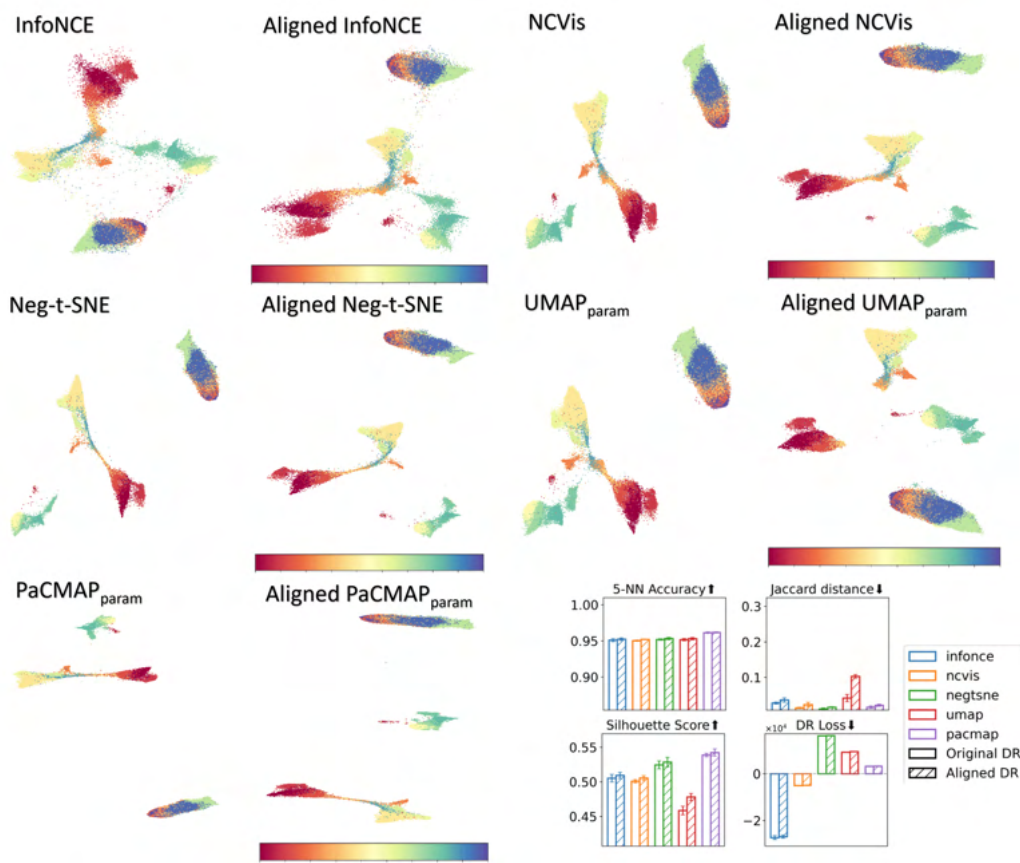 InfoNCE
Aligned InfoNCE
NCVis
Aligned NCVis
Neg-t-SNE
Aligned Neg-t-SNE
UMAPparam
Aligned UMAPparam
PaCMAPparam
Aligned PaCMAPparam
5-NN Accuracy⬆
1.00
0.95
0.90
Jaccard distance⬇
0.3
0.2
0.1
Silhouette Score⬆
0.55
0.50
0.45
DR Loss⬇
×10⁴
0
−2
infonce
ncvis
negtsne
umap
pacmap
Original DR
Aligned DR